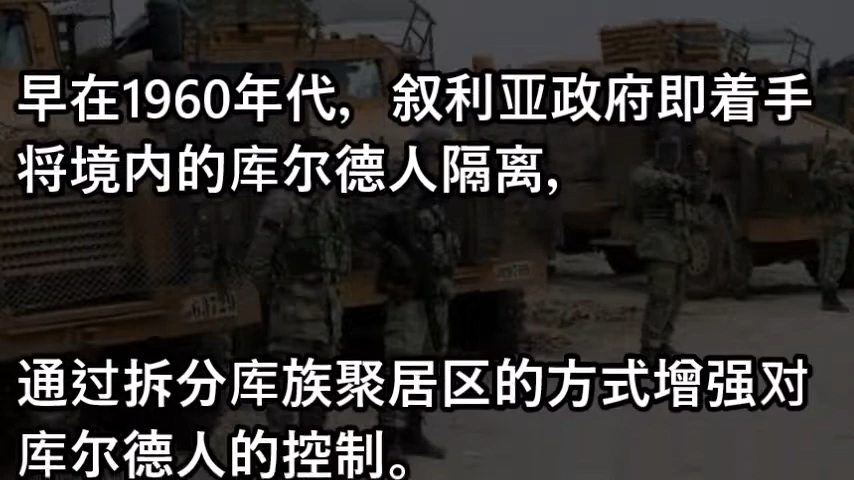 早在1960年代，叙利亚政府即着手
将境内的库尔德人隔离，
通过拆分库族聚居区的方式增强对
库尔德人的控制。